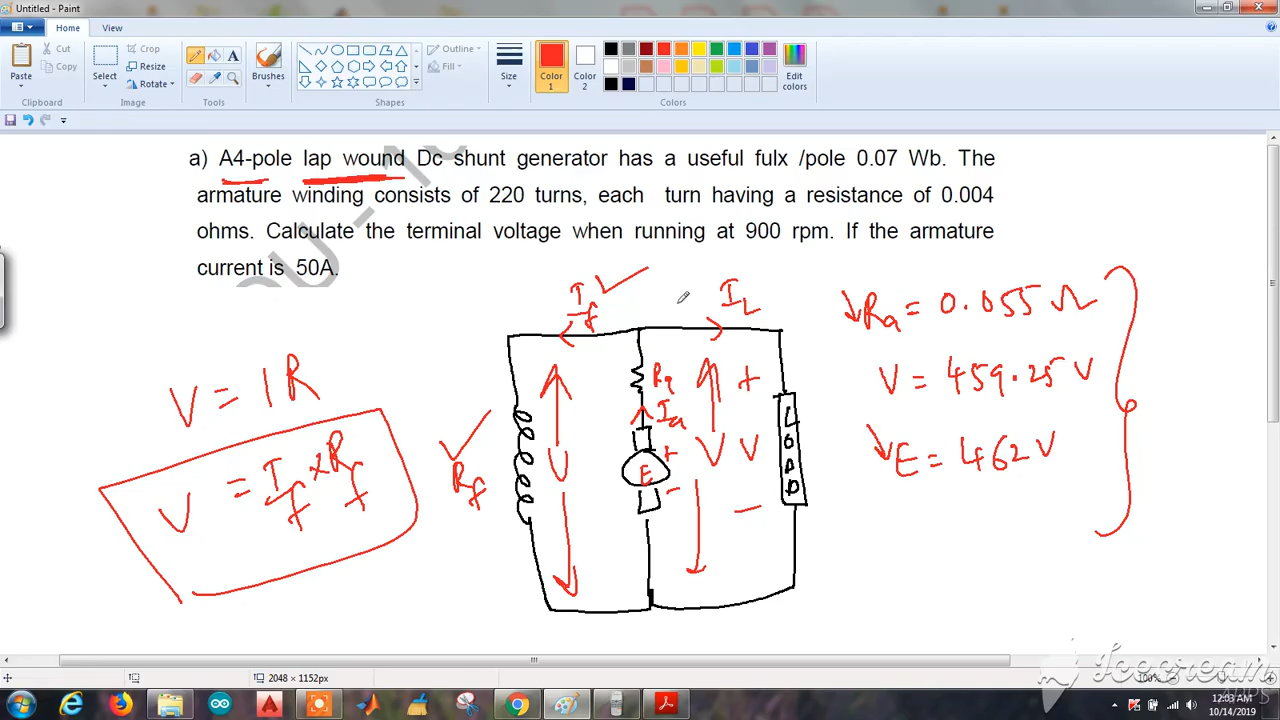 Untitled - Paint
Home View
Cut
Copy
Paste
Clipboard
Crop
Resize
Rotate
Select
Image
Tools
Brushes
Outline
Fill
Shapes
Size
Color 1
Color 2
Edit colors
Colors
a) A4-pole lap wound Dc shunt generator has a useful fulx /pole 0.07 Wb. The
armature winding consists of 220 turns, each turn having a resistance of 0.004
ohms. Calculate the terminal voltage when running at 900 rpm. If the armature
current is 50A.
If IL
Ra = 0.055 Ω
V = IR
Ra
V = 459.25 V
+
Ia
V = If × Rf
Rf
V
E
+
-
V
V
LOAD
E = 462 V
-
2048 × 1152px
100%
Icecream
APPS
12:03 AM
10/14/2019